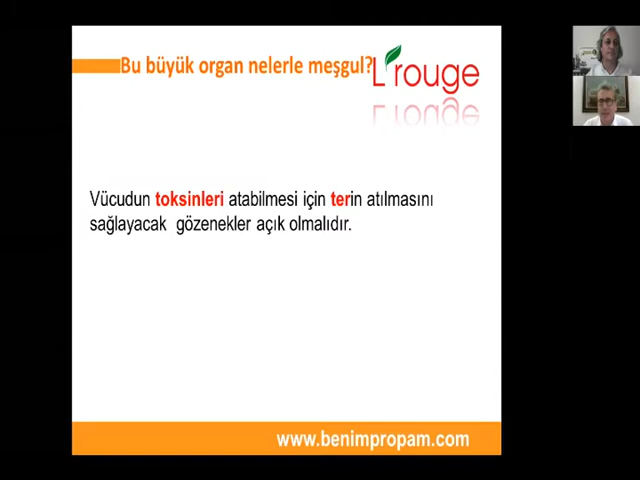 Bu büyük organ nelerle meşgul?
L'rouge
Vücudun toksinleri atabilmesi için terin atılmasını
sağlayacak gözenekler açık olmalıdır.
www.benimpropam.com